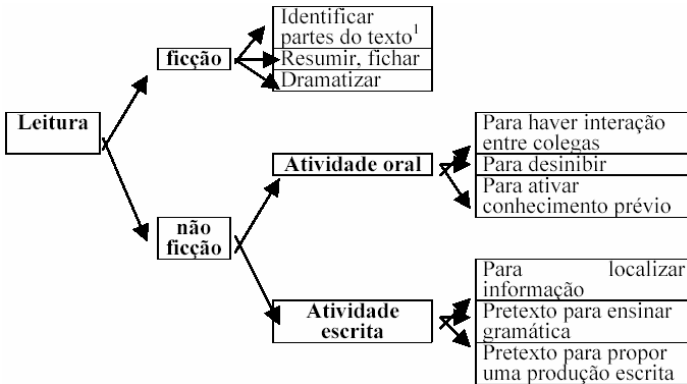 Identificar
partes do texto¹
ficção
Resumir, fichar
Dramatizar
Leitura
Para haver interação
entre colegas
Atividade oral
Para desinibir
Para ativar
conhecimento prévio
não
ficção
Para localizar
informação
Atividade
escrita
Pretexto para ensinar
gramática
Pretexto para propor
uma produção escrita